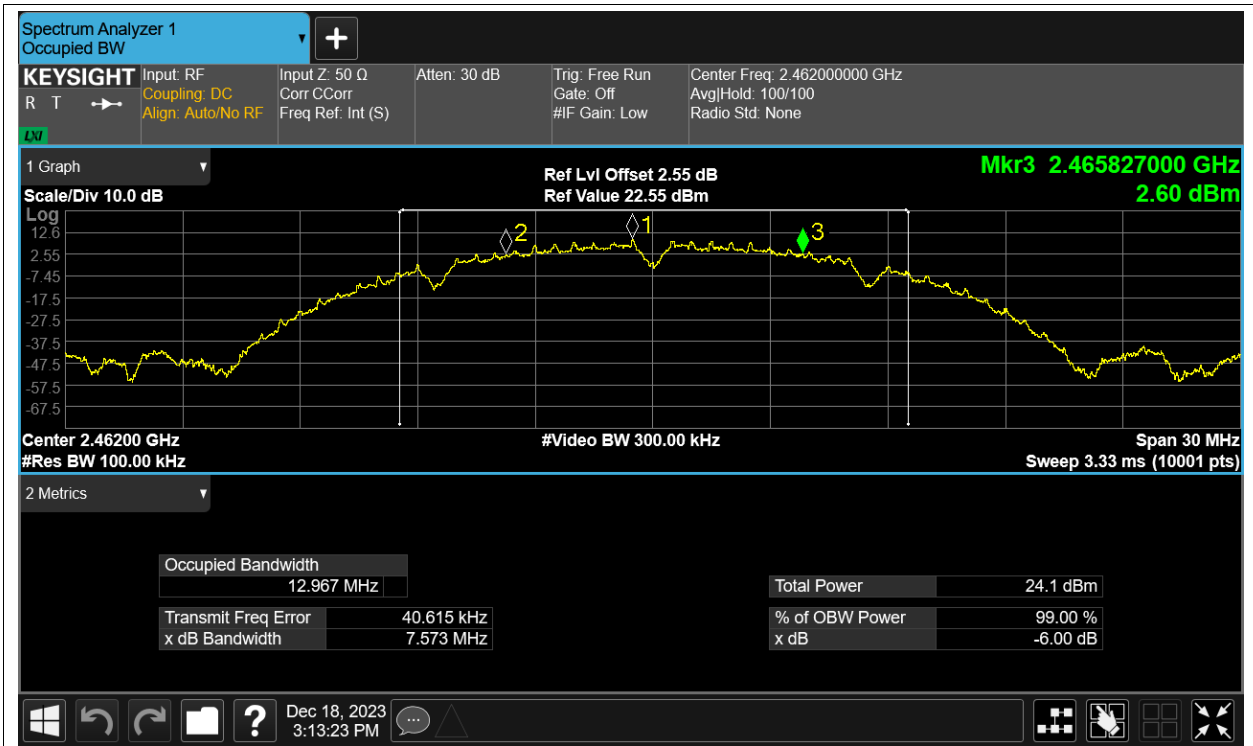 Spectrum Analyzer 1
Occupied BW
KEYSIGHT
R T
LXI
Input: RF
Coupling: DC
Align: Auto/No RF
Input Z: 50 Ω
Corr CCorr
Freq Ref: Int (S)
Atten: 30 dB
Trig: Free Run
Gate: Off
#IF Gain: Low
Center Freq: 2.462000000 GHz
Avg|Hold: 100/100
Radio Std: None
1 Graph
Scale/Div 10.0 dB
Ref Lvl Offset 2.55 dB
Ref Value 22.55 dBm
Mkr3 2.465827000 GHz
2.60 dBm
Log
12.6
2.55
-7.45
-17.5
-27.5
-37.5
-47.5
-57.5
-67.5
2
1
3
Center 2.46200 GHz
#Video BW 300.00 kHz
Span 30 MHz
#Res BW 100.00 kHz
Sweep 3.33 ms (10001 pts)
2 Metrics
Occupied Bandwidth
12.967 MHz
Transmit Freq Error 40.615 kHz
x dB Bandwidth 7.573 MHz
Total Power 24.1 dBm
% of OBW Power 99.00 %
x dB -6.00 dB
?
Dec 18, 2023
3:13:23 PM